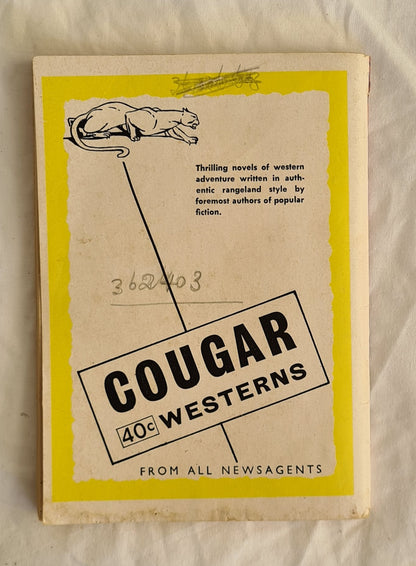 Thrilling novels of western
adventure written in auth-
entic rangeland style by
foremost authors of popular
fiction.
362403
COUGAR
40c WESTERNS
FROM ALL NEWSAGENTS